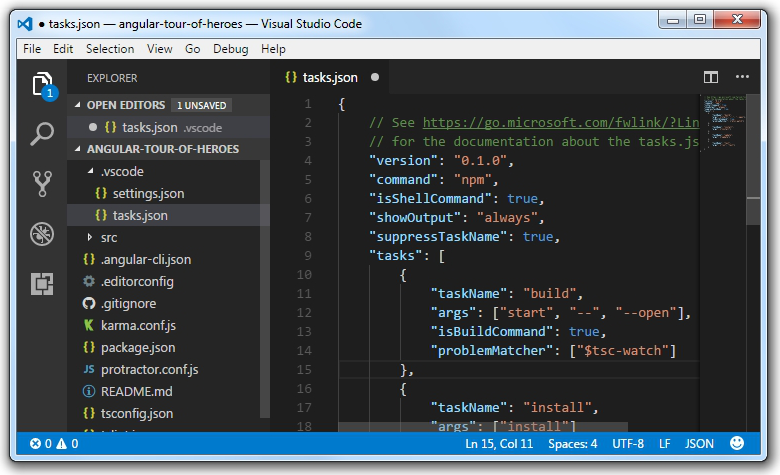 ● tasks.json — angular-tour-of-heroes — Visual Studio Code
File Edit Selection View Go Debug Help
1
EXPLORER
OPEN EDITORS 1 UNSAVED
● {} tasks.json .vscode
ANGULAR-TOUR-OF-HEROES
.vscode
{} settings.json
{} tasks.json
src
{} .angular-cli.json
.editorconfig
.gitignore
karma.conf.js
{} package.json
JS protractor.conf.js
README.md
{} tsconfig.json
{} tasks.json ●
1 {
2 // See https://go.microsoft.com/fwlink/?Lin
3 // for the documentation about the tasks.js
4 "version": "0.1.0",
5 "command": "npm",
6 "isShellCommand": true,
7 "showOutput": "always",
8 "suppressTaskName": true,
9 "tasks": [
10 {
11 "taskName": "build",
12 "args": ["start", "--", "--open"],
13 "isBuildCommand": true,
14 "problemMatcher": ["$tsc-watch"]
15 },
16 {
17 "taskName": "install",
18 "args": ["install"]
0 0 Ln 15, Col 11 Spaces: 4 UTF-8 LF JSON